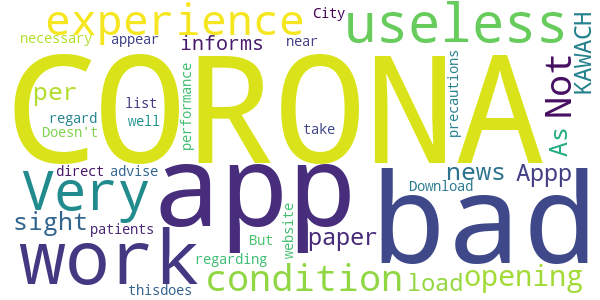 experience City useless
necessary appear informs near Not KAWACH
CORONA
per list take precautions As
regard well performance
Doesn't
app bad
direct advise news Appp
Very Download
sight patients But website paper
work regarding condition load opening
thisdoes